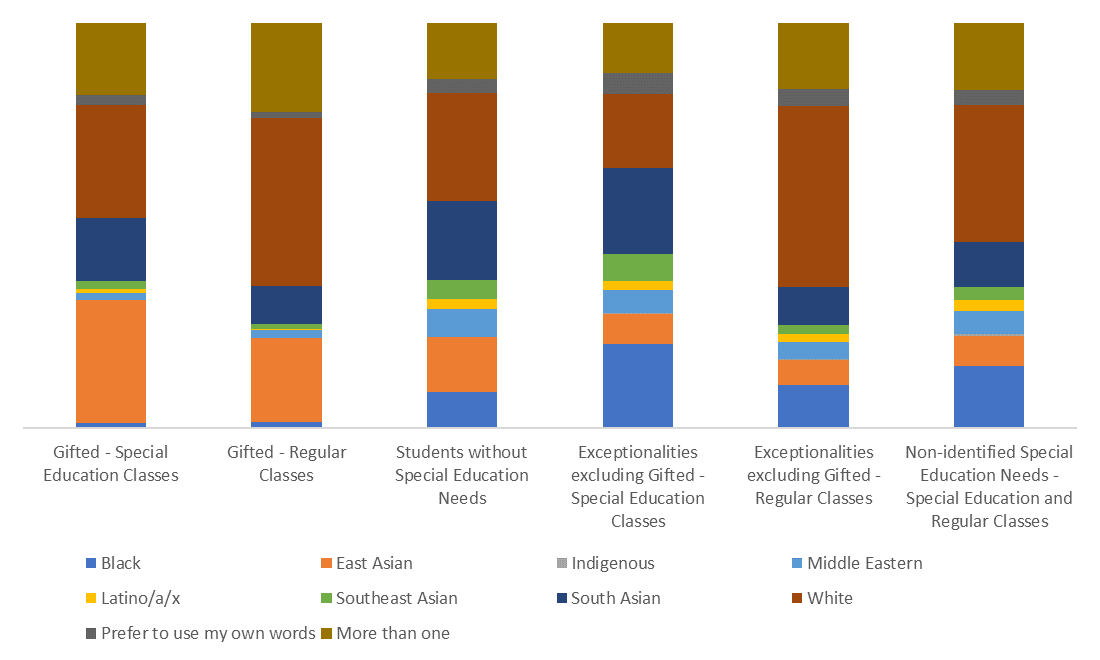 Gifted - Special
Education Classes
Gifted - Regular
Classes
Students without
Special Education
Needs
Exceptionalities
excluding Gifted -
Special Education
Classes
Exceptionalities
excluding Gifted -
Regular Classes
Non-identified Special
Education Needs -
Special Education and
Regular Classes
Black
East Asian
Indigenous
Middle Eastern
Latino/a/x
Southeast Asian
South Asian
White
Prefer to use my own words
More than one